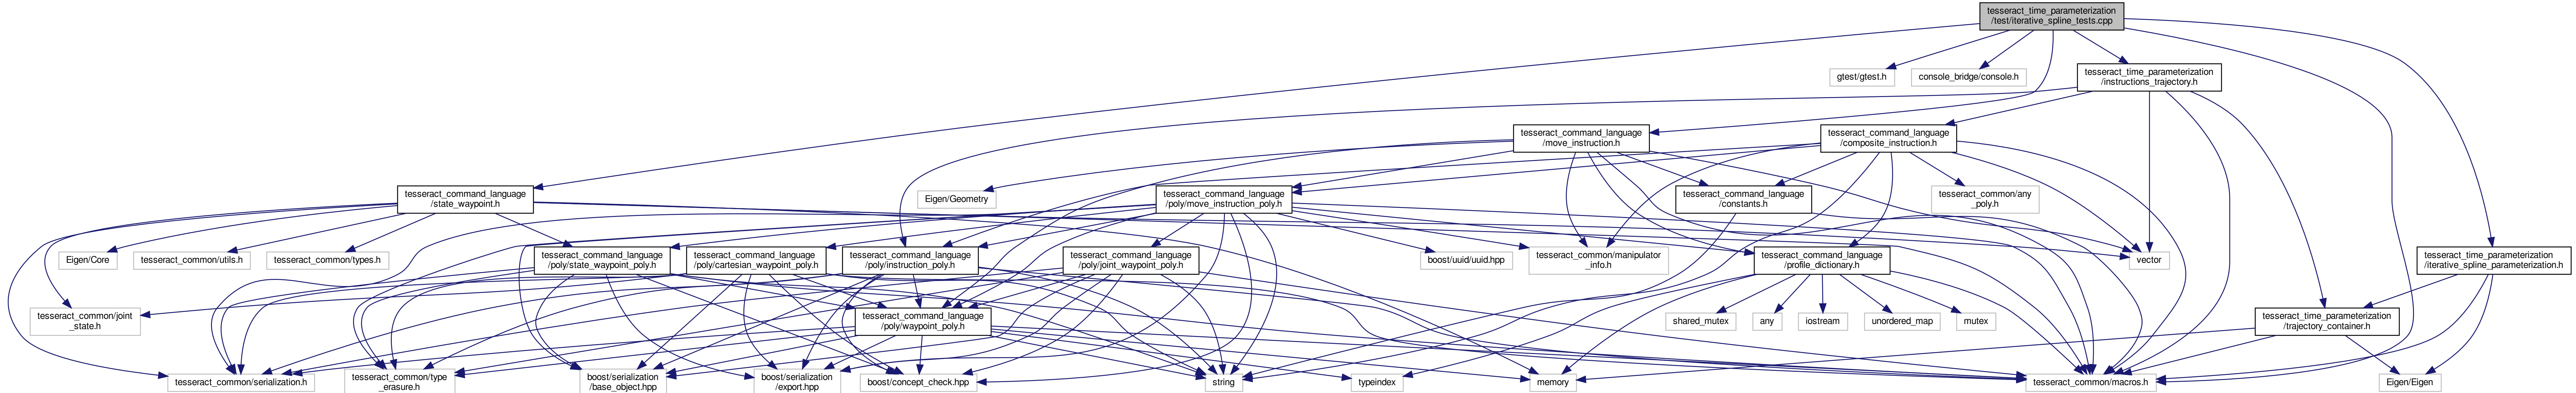 tesseract_time_parameterization
/test/iterative_spline_tests.cpp
gtest/gtest.h
console_bridge/console.h
tesseract_time_parameterization
/instructions_trajectory.h
tesseract_command_language
/move_instruction.h
tesseract_command_language
/composite_instruction.h
tesseract_command_language
/state_waypoint.h
Eigen/Geometry
tesseract_command_language
/poly/move_instruction_poly.h
tesseract_command_language
/constants.h
tesseract_common/any
_poly.h
Eigen/Core
tesseract_common/utils.h
tesseract_common/types.h
tesseract_command_language
/poly/state_waypoint_poly.h
tesseract_command_language
/poly/cartesian_waypoint_poly.h
tesseract_command_language
/poly/instruction_poly.h
tesseract_command_language
/poly/joint_waypoint_poly.h
boost/uuid/uuid.hpp
tesseract_common/manipulator
_info.h
tesseract_command_language
/profile_dictionary.h
vector
tesseract_time_parameterization
/iterative_spline_parameterization.h
tesseract_common/joint
_state.h
tesseract_command_language
/poly/waypoint_poly.h
shared_mutex
any
iostream
unordered_map
mutex
tesseract_time_parameterization
/trajectory_container.h
tesseract_common/serialization.h
tesseract_common/type
_erasure.h
boost/serialization
/base_object.hpp
boost/serialization
/export.hpp
boost/concept_check.hpp
string
typeindex
memory
tesseract_common/macros.h
Eigen/Eigen